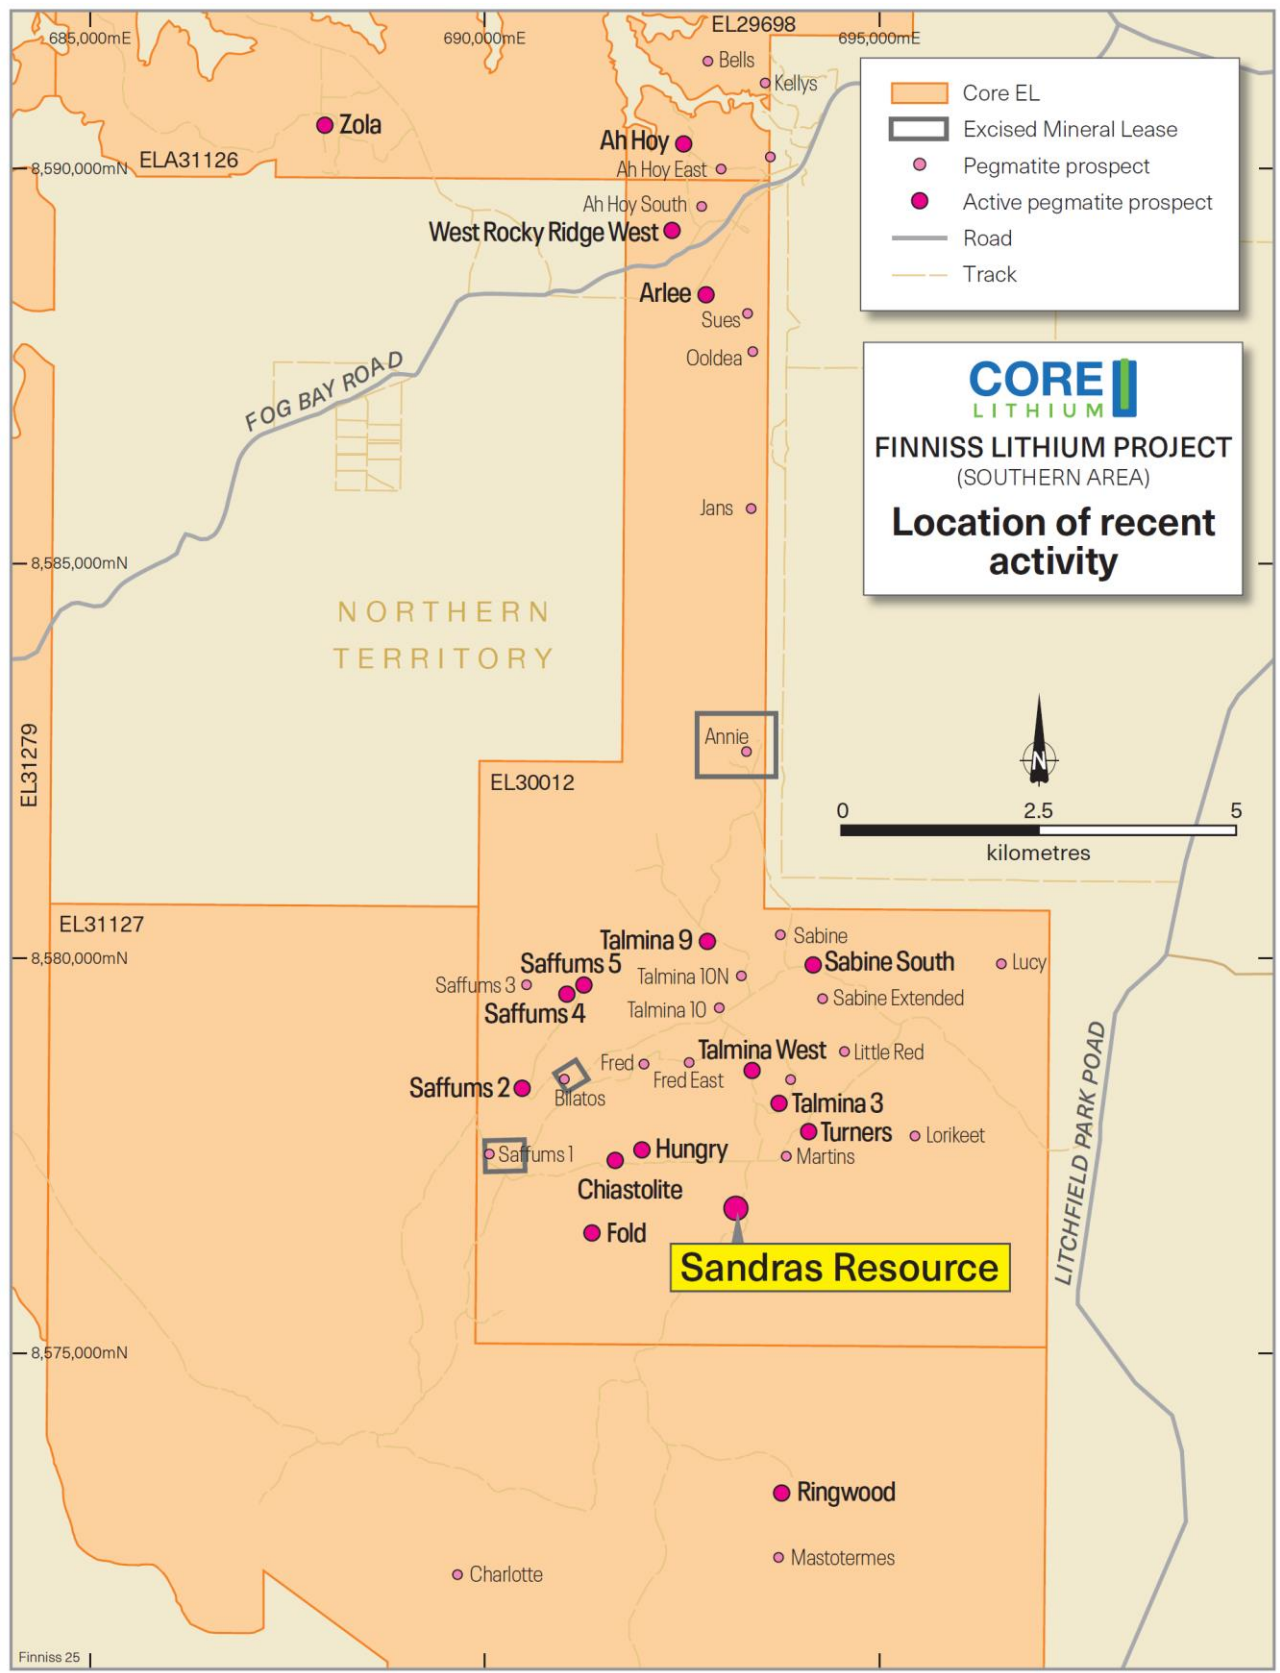 EL29698
685,000mE
690,000mE
695,000mE
Bells
Kellys
Zola
Ah Hoy
ELA31126
8,590,000mN
Ah Hoy East
Ah Hoy South
West Rocky Ridge West
Arlee
Sues
Ooldea
FOG BAY ROAD
Jans
8,585,000mN
NORTHERN
TERRITORY
Core EL
Excised Mineral Lease
Pegmatite prospect
Active pegmatite prospect
Road
Track
CORE
LITHIUM
FINNISS LITHIUM PROJECT
(SOUTHERN AREA)
Location of recent
activity
EL31279
Annie
EL30012
N
0 2.5 5
kilometres
EL31127
8,580,000mN
Talmina 9
Sabine
Saffums 5
Sabine South
Lucy
Saffums 3
Talmina 10N
Saffums 4
Talmina 10
Sabine Extended
Talmina West
Little Red
Fred
Fred East
Saffums 2
Bilatos
Talmina 3
Turners
Lorikeet
Saffums 1
Hungry
Martins
Chiastolite
Fold
Sandras Resource
LITCHFIELD PARK ROAD
8,575,000mN
Ringwood
Mastotermes
Charlotte
Finniss 25